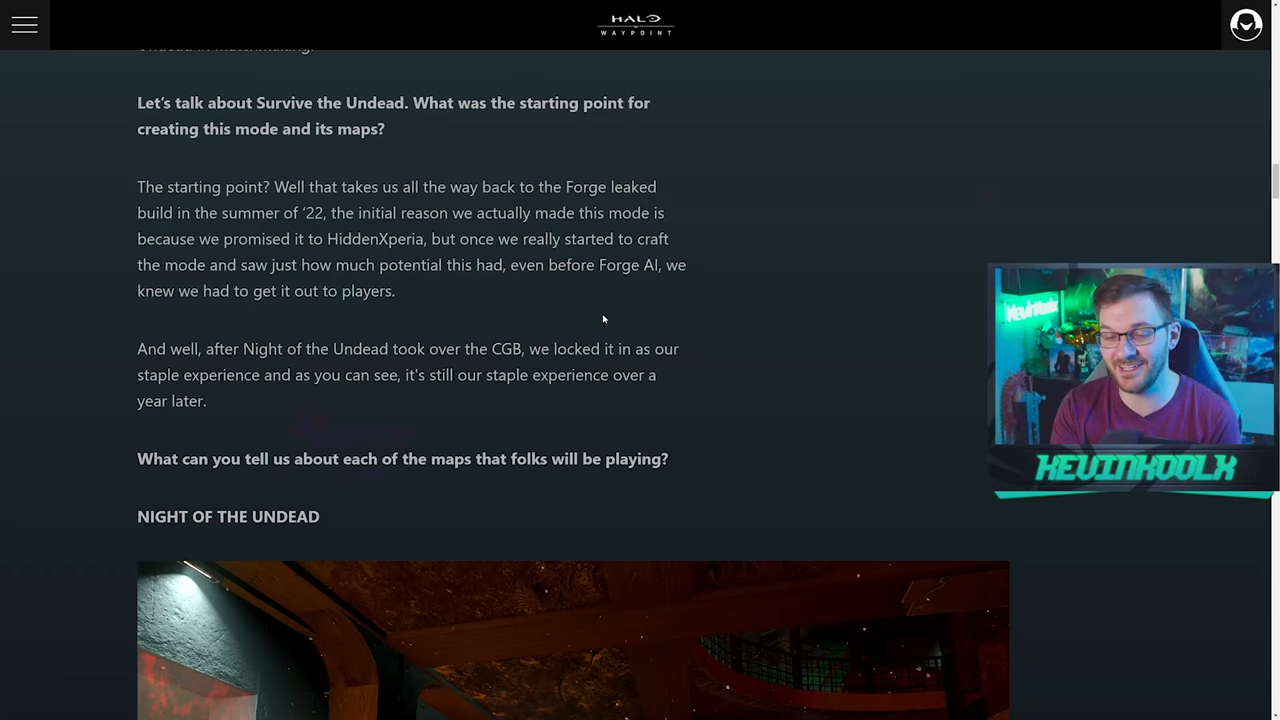 HALO
WAYPOINT
Undead in matchmaking.
Let’s talk about Survive the Undead. What was the starting point for
creating this mode and its maps?
The starting point? Well that takes us all the way back to the Forge leaked
build in the summer of ‘22, the initial reason we actually made this mode is
because we promised it to HiddenXperia, but once we really started to craft
the mode and saw just how much potential this had, even before Forge AI, we
knew we had to get it out to players.
And well, after Night of the Undead took over the CGB, we locked it in as our
staple experience and as you can see, it's still our staple experience over a
year later.
What can you tell us about each of the maps that folks will be playing?
NIGHT OF THE UNDEAD
KevinKoolx
KEVINKOOLX